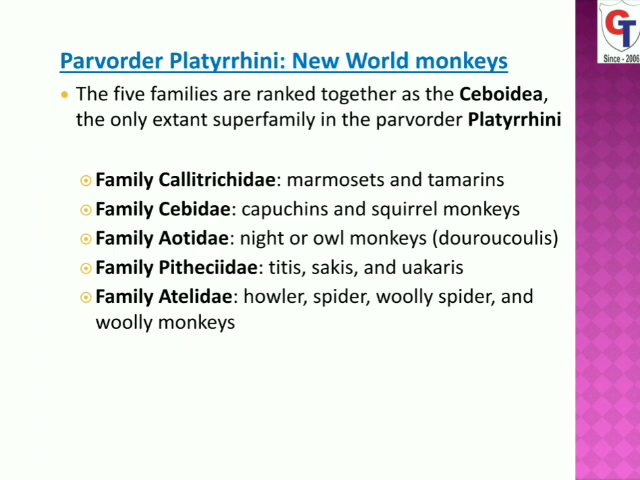 GT
Since - 2006
Parvorder Platyrrhini: New World monkeys
The five families are ranked together as the Ceboidea,
the only extant superfamily in the parvorder Platyrrhini
Family Callitrichidae: marmosets and tamarins
Family Cebidae: capuchins and squirrel monkeys
Family Aotidae: night or owl monkeys (douroucoulis)
Family Pitheciidae: titis, sakis, and uakaris
Family Atelidae: howler, spider, woolly spider, and
woolly monkeys